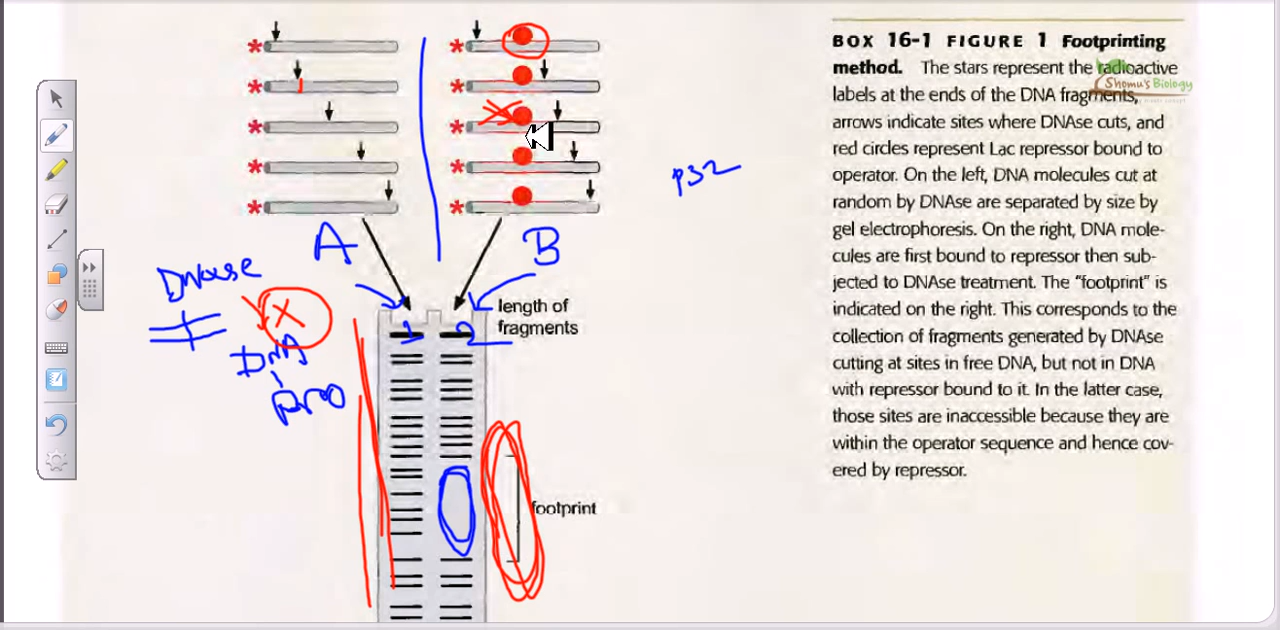 BOX 16-1 FIGURE 1 Footprinting
method. The stars represent the radioactive
labels at the ends of the DNA fragments,
arrows indicate sites where DNAse cuts, and
red circles represent Lac repressor bound to
operator. On the left, DNA molecules cut at
random by DNAse are separated by size by
gel electrophoresis. On the right, DNA mole-
cules are first bound to repressor then sub-
jected to DNAse treatment. The "footprint" is
indicated on the right. This corresponds to the
collection of fragments generated by DNAse
cutting at sites in free DNA, but not in DNA
with repressor bound to it. In the latter case,
those sites are inaccessible because they are
within the operator sequence and hence cov-
ered by repressor.
Shomu's Biology
P32
A
B
DNase
DNA
Pro
1
2
length of
fragments
footprint